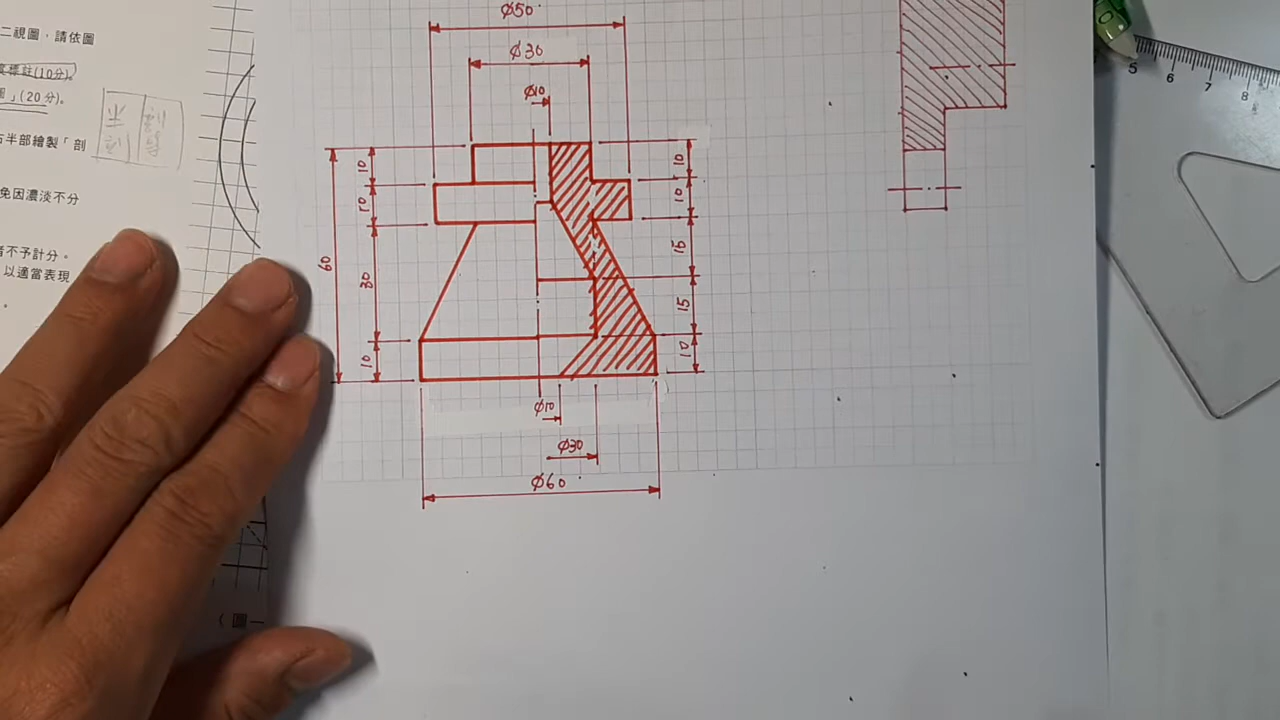 二視圖，請依圖
標註(10分)。
圖」(20分)。
半 剖
右半部繪製「剖
免因濃淡不分
者不予計分。
以適當表現
。
Ø50
Ø30
Ø10
10
10
10
10
60
30
15
15
10
10
Ø10
Ø30
Ø60
(圖一
5 6 7 8